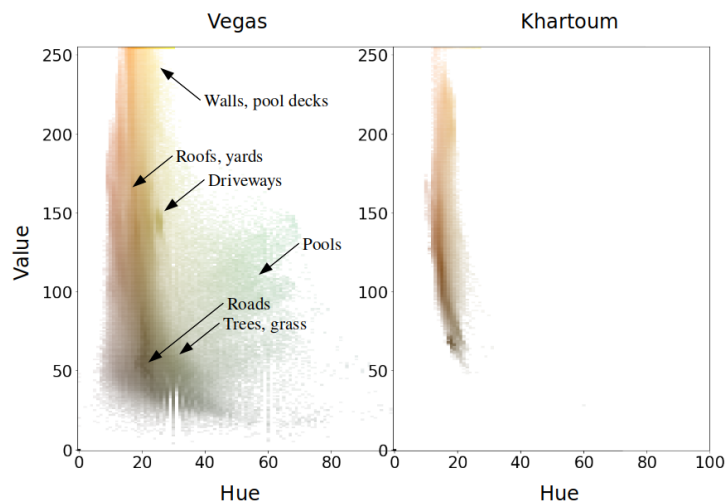 Vegas
Khartoum
250
200
150
100
50
0
Value
Walls, pool decks
Roofs, yards
Driveways
Pools
Roads
Trees, grass
0 20 40 60 80
Hue
250
200
150
100
50
0
0 20 40 60 80 100
Hue